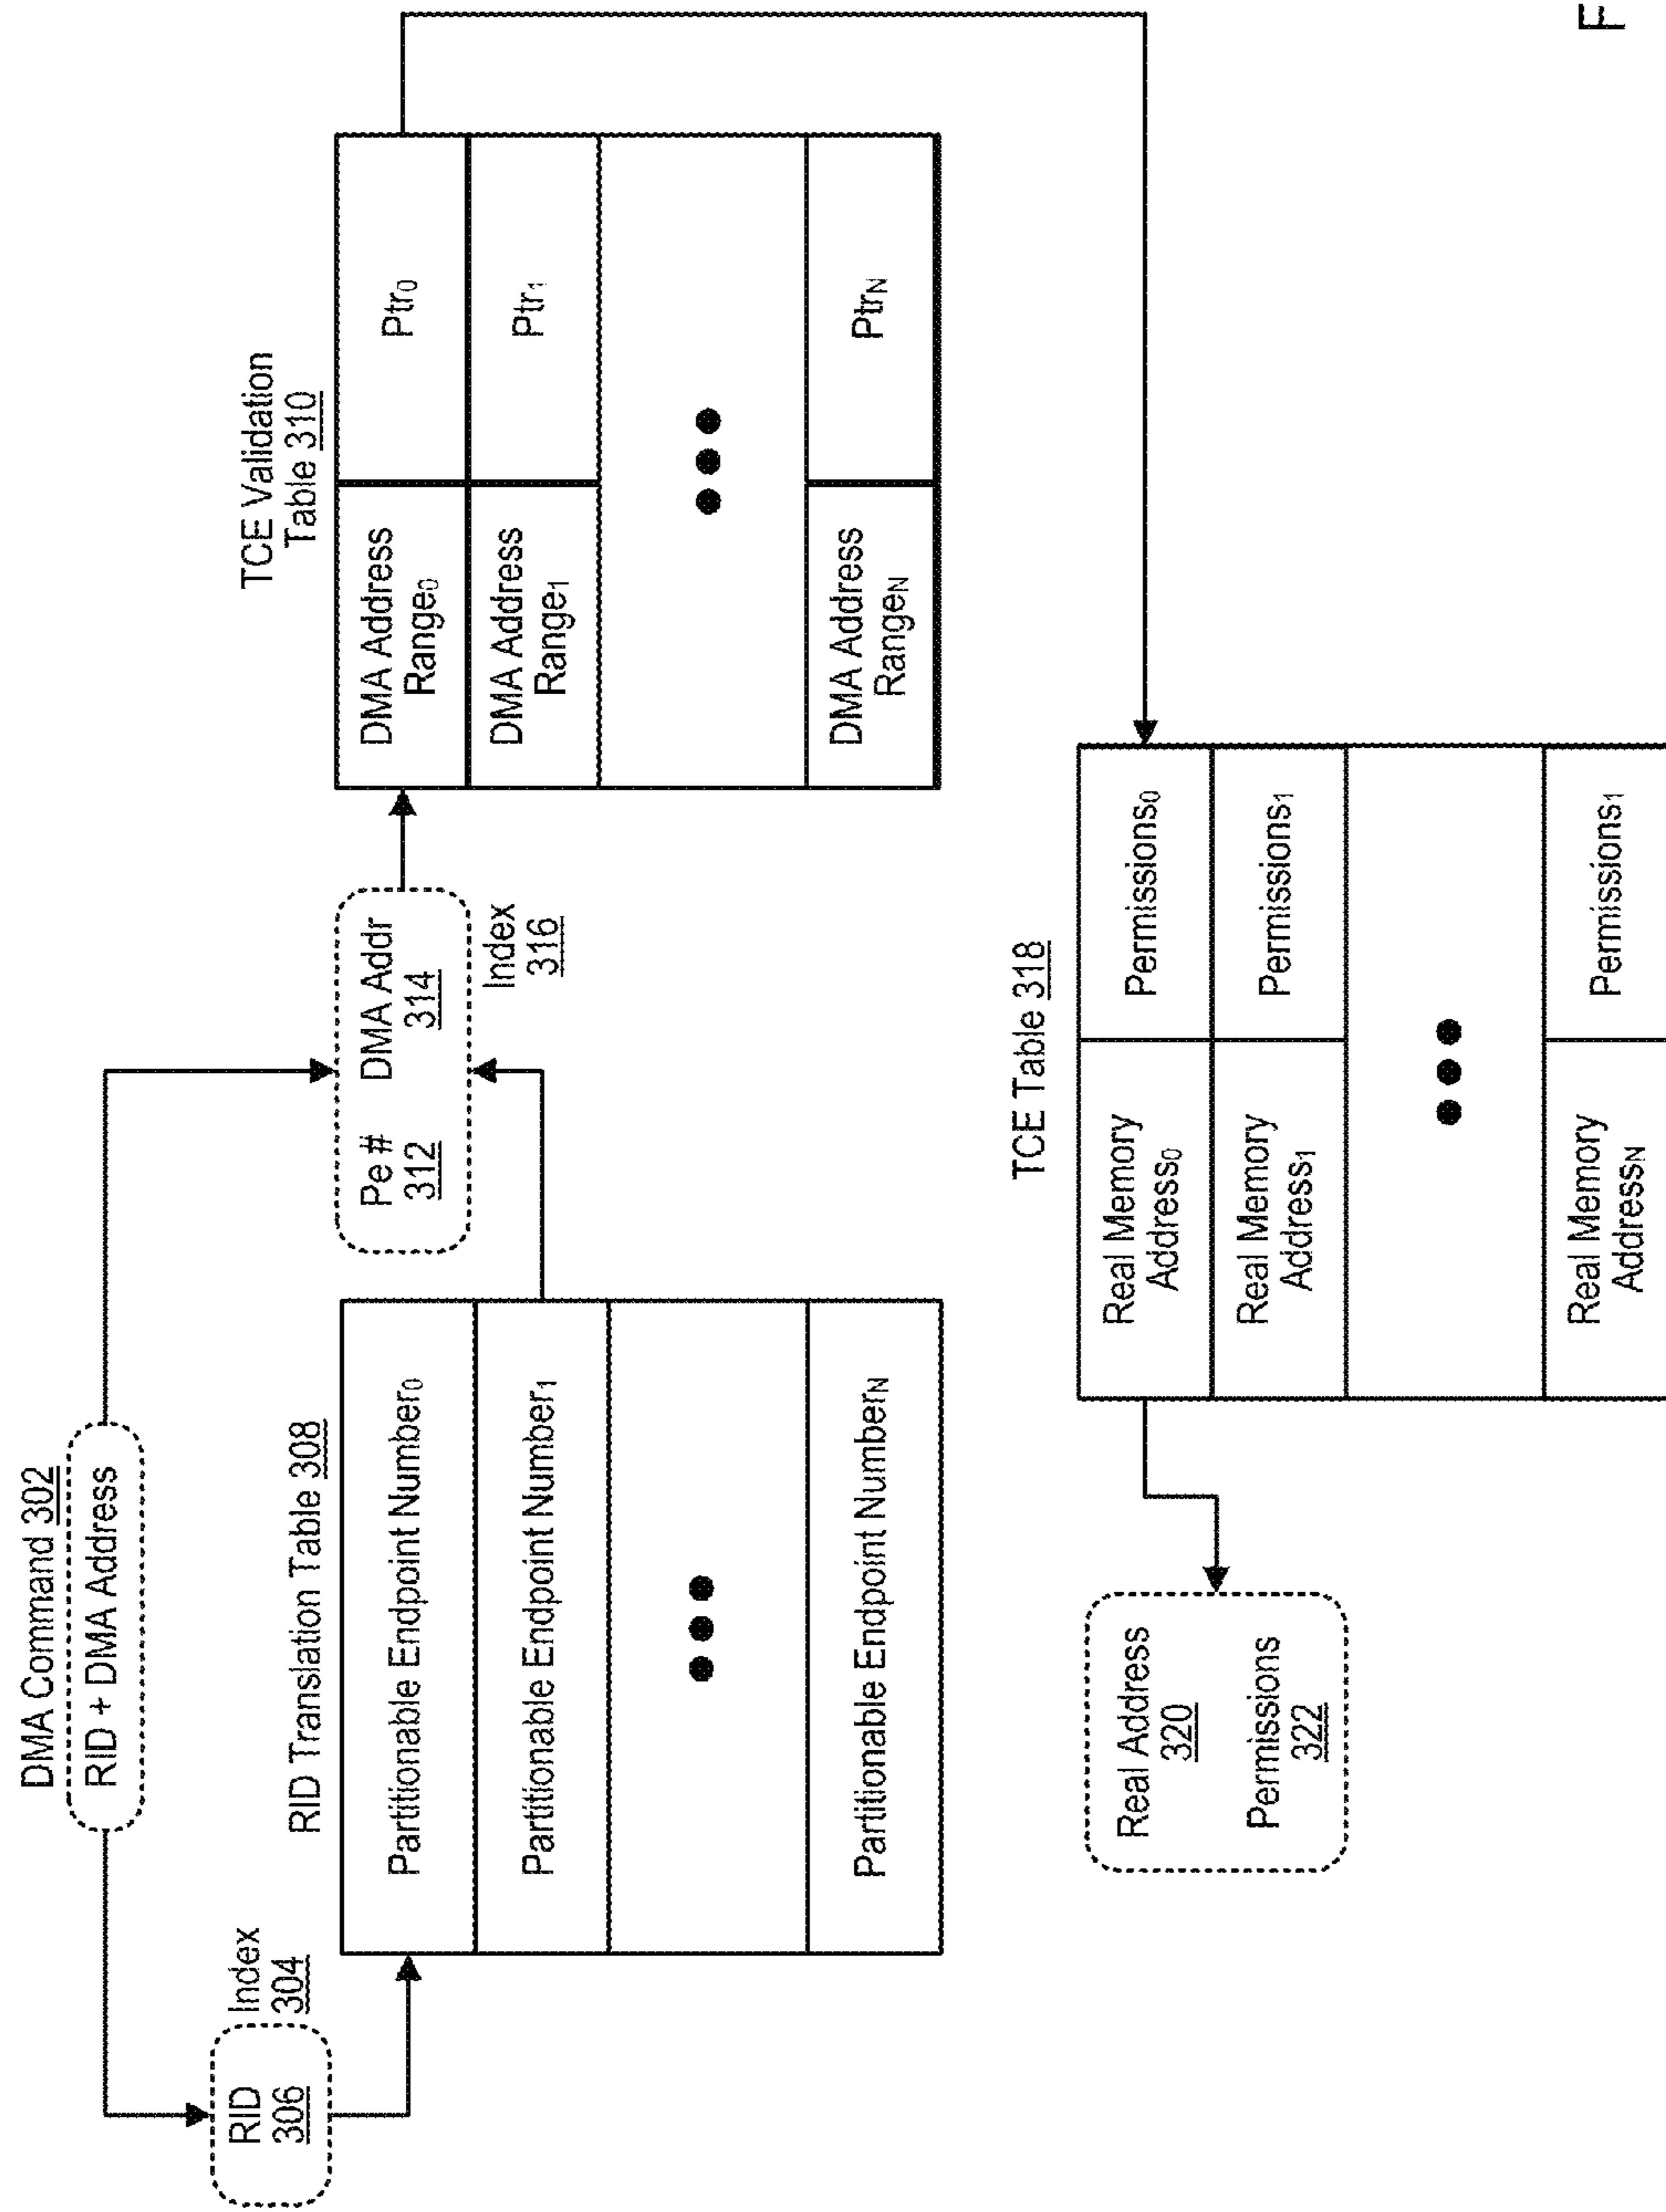 DMA Command 302
RID + DMA Address
RID
306
Index
304
RID Translation Table 308
Partitionable Endpoint Number0
Partitionable Endpoint Number1
Partitionable Endpoint NumberN
Pe #
312
DMA Addr
314
Index
316
TCE Validation
Table 310
DMA Address
Range0
Ptr0
DMA Address
Range1
Ptr1
DMA Address
RangeN
PtrN
TCE Table 318
Real Memory
Address0
Permissions0
Real Memory
Address1
Permissions1
Real Memory
AddressN
Permissions1
Real Address
320
Permissions
322
F